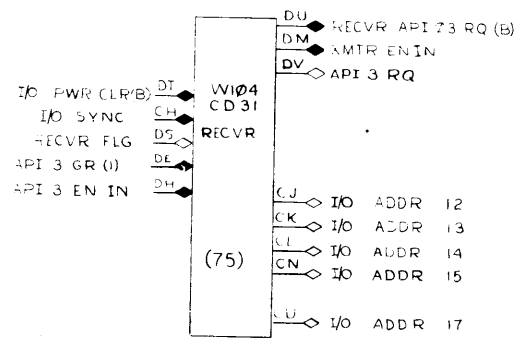 DU RECVR API 3 RQ (B)
DM XMTR EN IN
DV API 3 RQ
I/O PWR CLR(B) DT
W104
CD31
I/O SYNC CH
RECVR FLG DS
RECVR
API 3 GR (1) DE
API 3 EN IN DH
CJ I/O ADDR 12
CK I/O ADDR 13
CL I/O ADDR 14
(75)
CN I/O ADDR 15
I/O ADDR 17